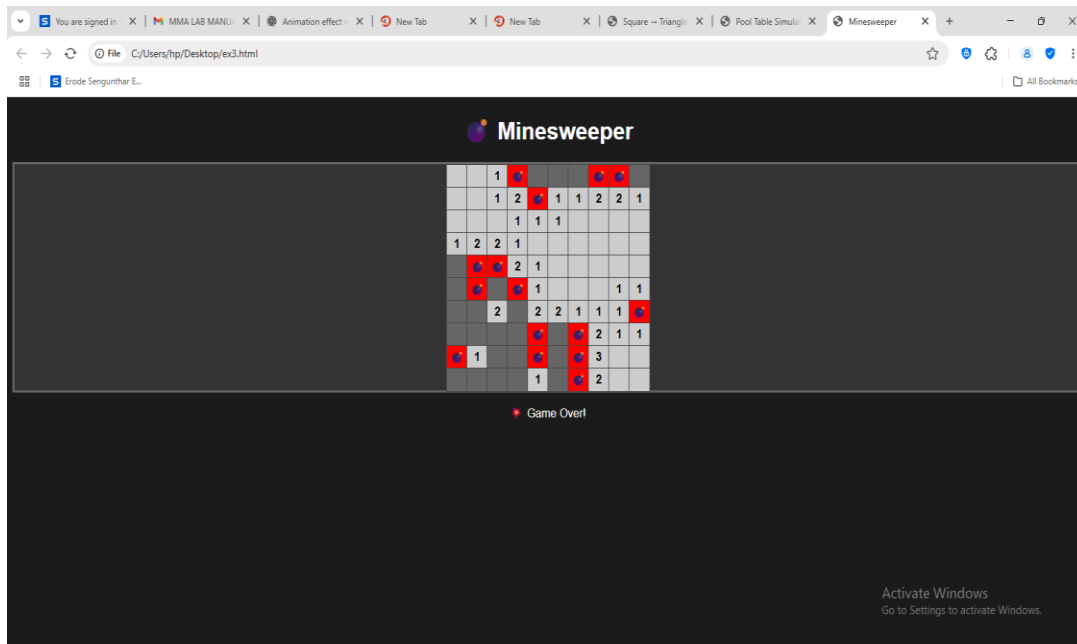 You are signed in
MMA LAB MANU
Animation effect
New Tab
New Tab
Square → Triangle
Pool Table Simulat
Minesweeper
File C:/Users/hp/Desktop/ex3.html
Erode Sengunthar E...
All Bookmarks
Minesweeper
1
1 2 1 1 2 2 1
1 1 1
1 2 2 1
2 1
1 1 1
2 2 2 1 1 1
2 1 1
1 3
1 2
Game Over!
Activate Windows
Go to Settings to activate Windows.